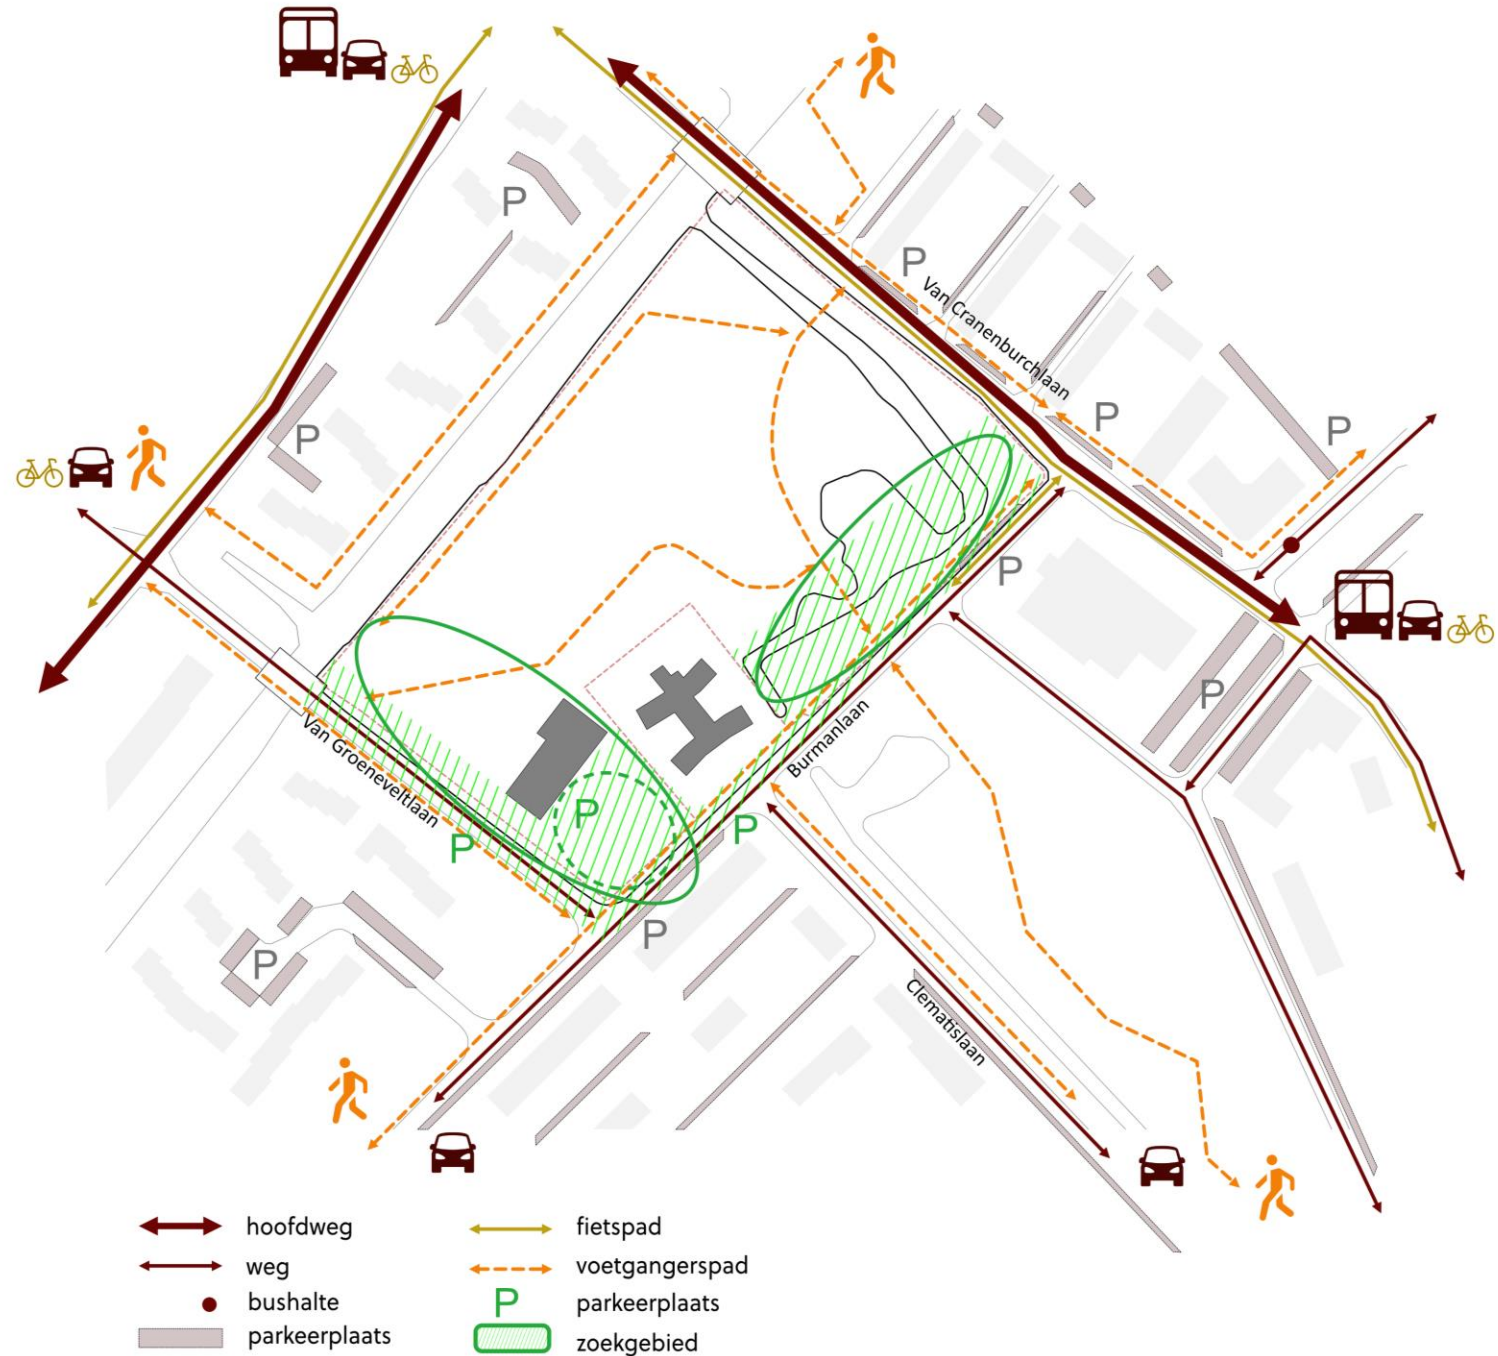 P
P
Van Cranenburchlaan
P
P
P
P
P
P
Van Groeneveltlaan
Burmanlaan
P
P
P
P
P
Clematislaan
hoofdweg
fietspad
weg
voetgangerspad
bushalte
P
parkeerplaats
parkeerplaats
zoekgebied